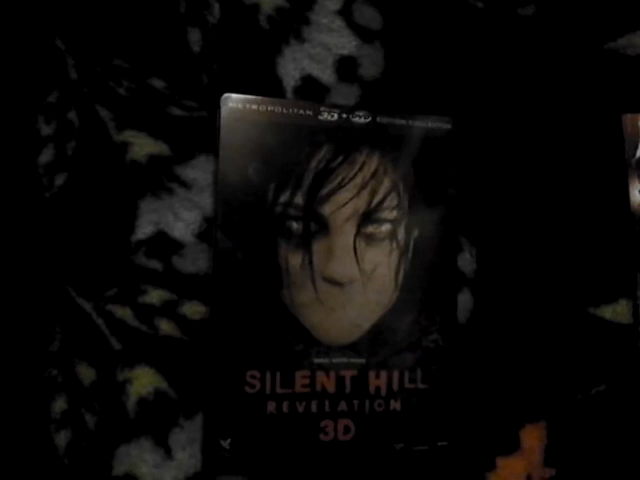 METROPOLITAN 3D + DVD
SILENT HILL
REVELATION
3D